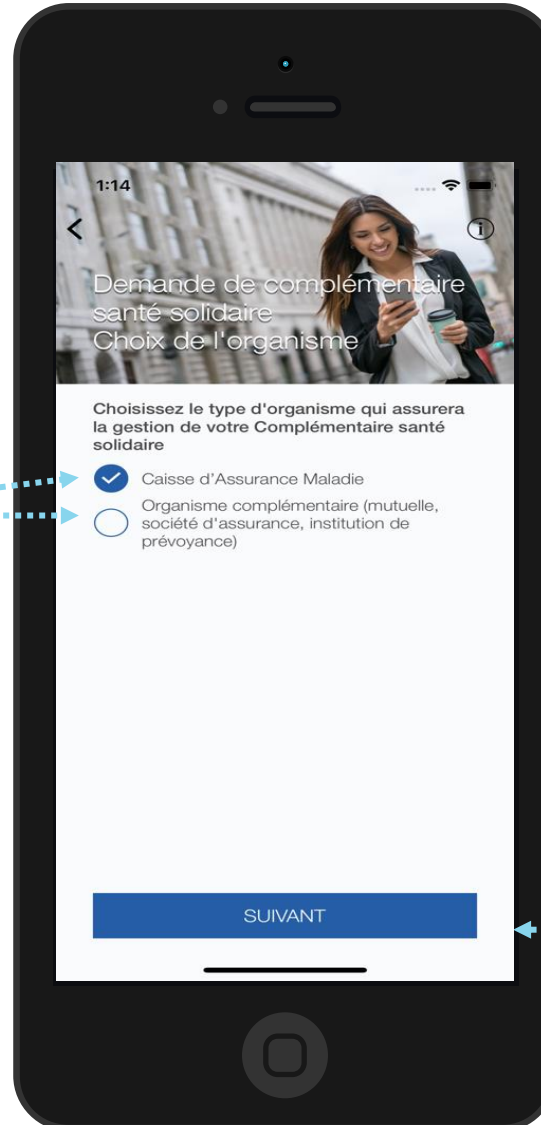 1:14
Demande de complémentaire
santé solidaire
Choix de l'organisme
Choisissez le type d'organisme qui assurera
la gestion de votre Complémentaire santé
solidaire
Caisse d'Assurance Maladie
Organisme complémentaire (mutuelle,
société d'assurance, institution de
prévoyance)
SUIVANT